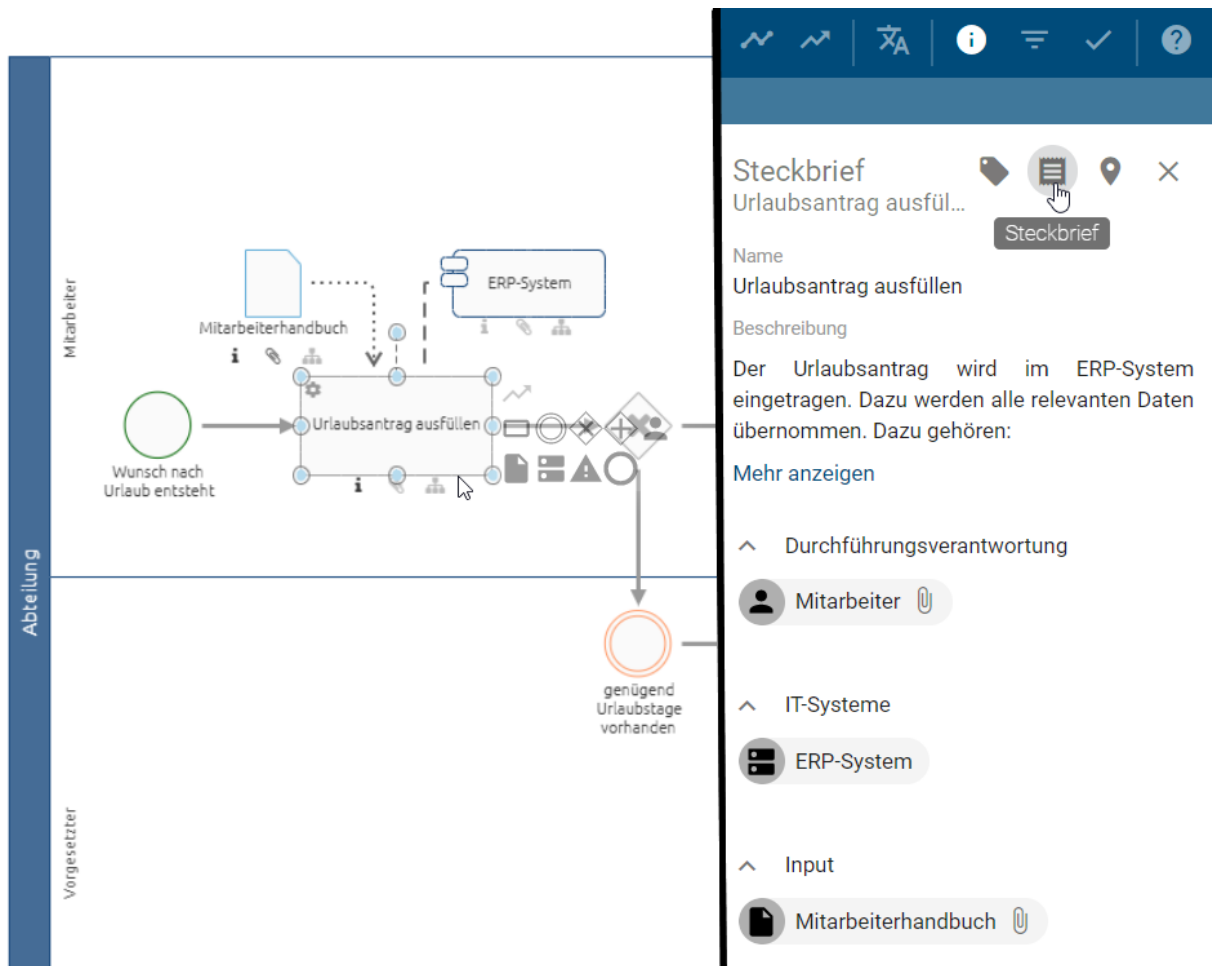 Abteilung
Mitarbeiter
Mitarbeiterhandbuch
ERP-System
Wunsch nach
Urlaub entsteht
Urlaubsantrag ausfüllen
genügend
Urlaubstage
vorhanden
Vorgesetzter
Steckbrief
Urlaubsantrag ausfül...
Steckbrief
Name
Urlaubsantrag ausfüllen
Beschreibung
Der Urlaubsantrag wird im ERP-System
eingetragen. Dazu werden alle relevanten Daten
übernommen. Dazu gehören:
Mehr anzeigen
Durchführungsverantwortung
Mitarbeiter
IT-Systeme
ERP-System
Input
Mitarbeiterhandbuch